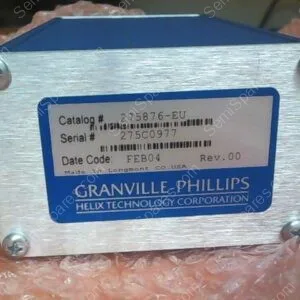 Catalog # 275876-EU
Serial # 275C0977
Date Code: FEB04 Rev.00
Made in Longmont CO.USA
GRANVILLE PHILLIPS
HELIX TECHNOLOGY CORPORATION